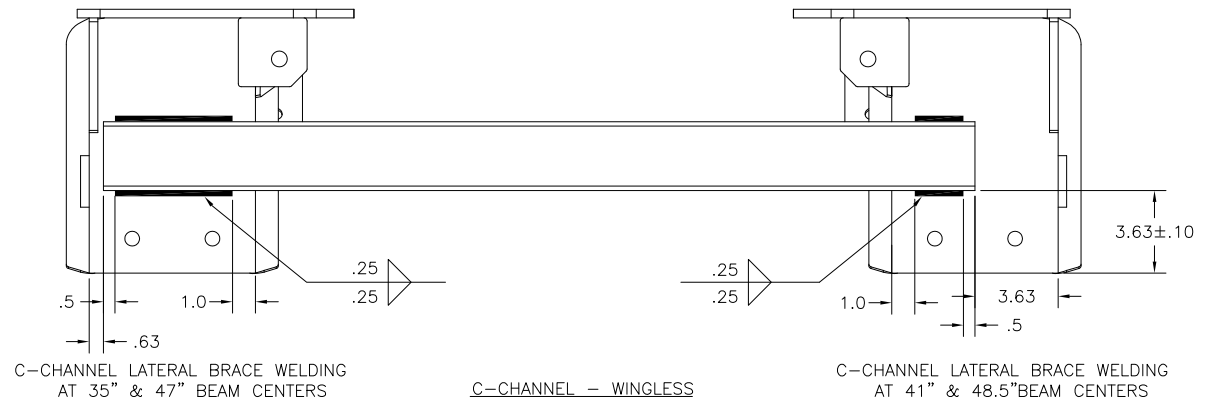 3.63±.10
.25
.25
.25
.25
.5
1.0
1.0
3.63
.63
.5
C-CHANNEL LATERAL BRACE WELDING
AT 35" & 47" BEAM CENTERS
C-CHANNEL - WINGLESS
C-CHANNEL LATERAL BRACE WELDING
AT 41" & 48.5"BEAM CENTERS